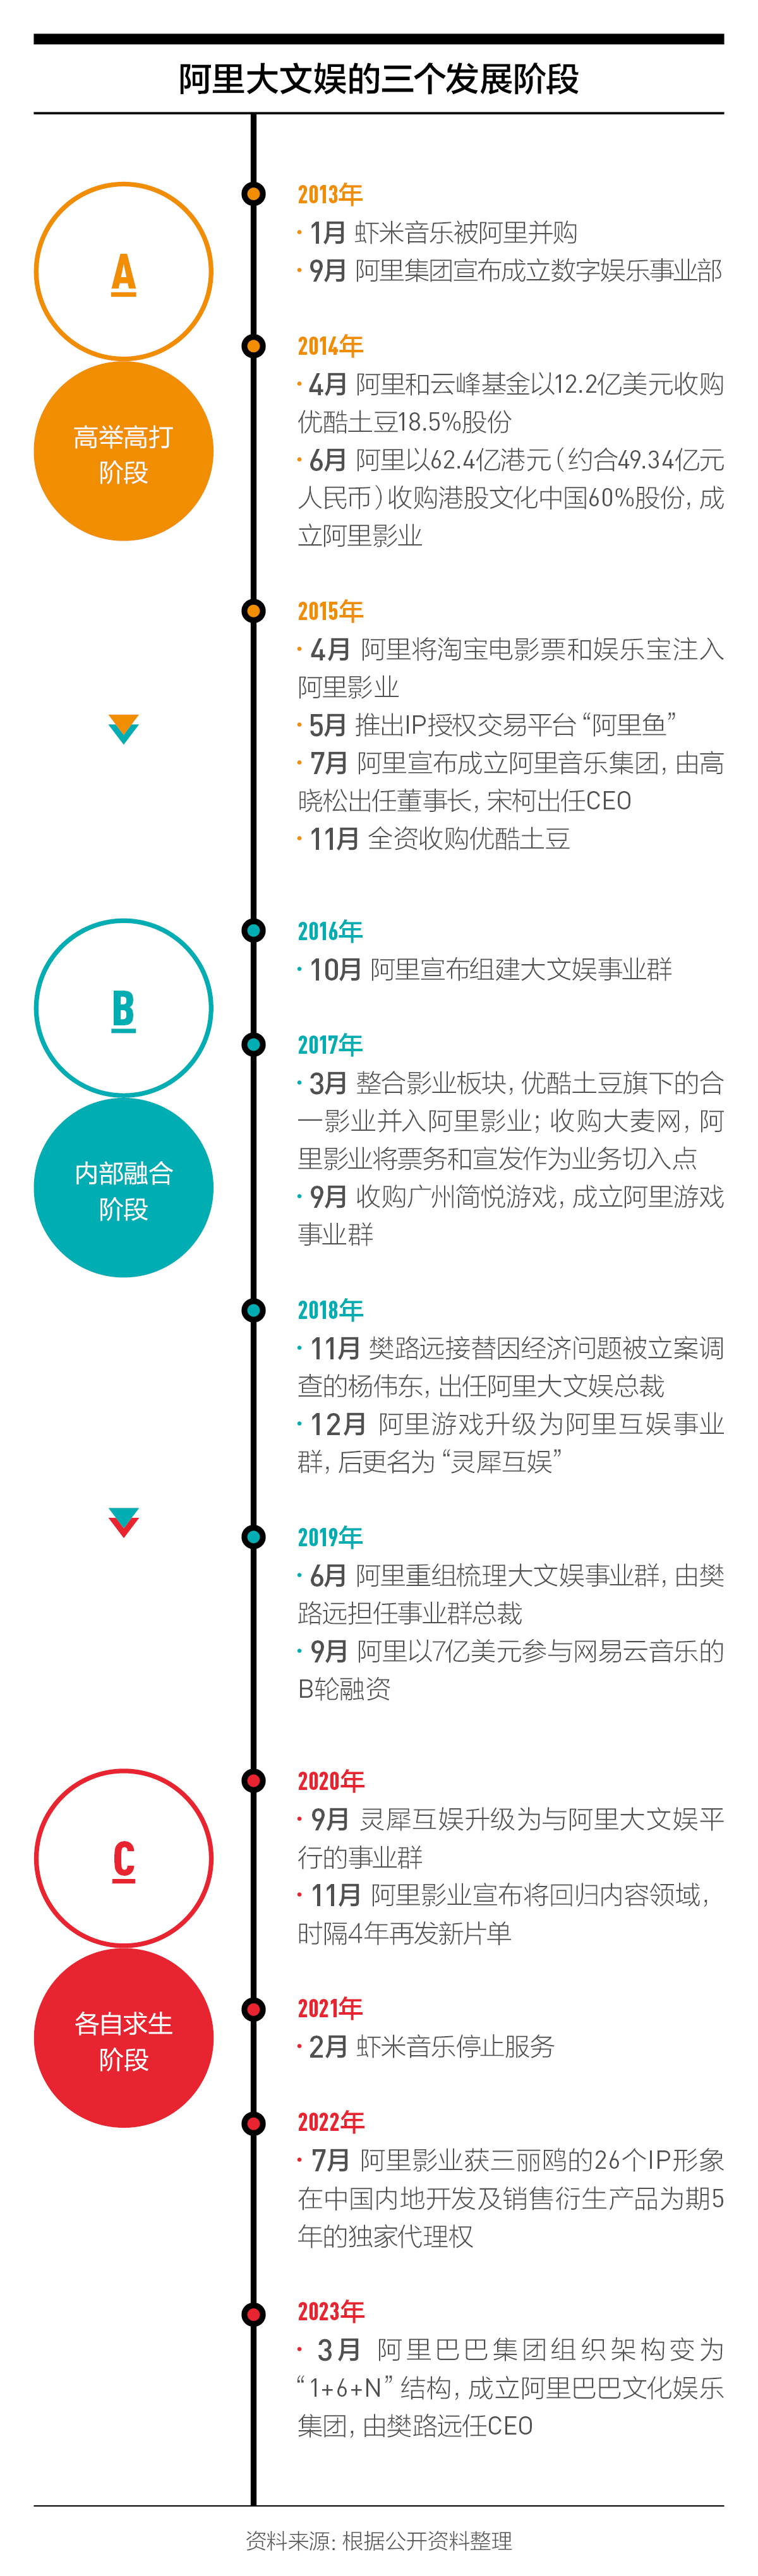 阿里大文娱的三个发展阶段
A
高举高打
阶段
2013年
· 1月 虾米音乐被阿里并购
· 9月 阿里集团宣布成立数字娱乐事业部
2014年
· 4月 阿里和云峰基金以12.2亿美元收购
优酷土豆18.5%股份
· 6月 阿里以62.4亿港元（约合49.34亿元
人民币）收购港股文化中国60%股份，成
立阿里影业
2015年
· 4月 阿里将淘宝电影票和娱乐宝注入
阿里影业
· 5月 推出IP授权交易平台“阿里鱼”
· 7月 阿里宣布成立阿里音乐集团，由高
晓松出任董事长，宋柯出任CEO
· 11月 全资收购优酷土豆
B
内部融合
阶段
2016年
· 10月 阿里宣布组建大文娱事业群
2017年
· 3月 整合影业板块，优酷土豆旗下的合
一影业并入阿里影业；收购大麦网，阿
里影业将票务和宣发作为业务切入点
· 9月 收购广州简悦游戏，成立阿里游戏
事业群
2018年
· 11月 樊路远接替因经济问题被立案调
查的杨伟东，出任阿里大文娱总裁
· 12月 阿里游戏升级为阿里互娱事业
群，后更名为“灵犀互娱”
2019年
· 6月 阿里重组梳理大文娱事业群，由樊
路远担任事业群总裁
· 9月 阿里以7亿美元参与网易云音乐的
B轮融资
C
各自求生
阶段
2020年
· 9月 灵犀互娱升级为与阿里大文娱平
行的事业群
· 11月 阿里影业宣布将回归内容领域，
时隔4年再发新片单
2021年
· 2月 虾米音乐停止服务
2022年
· 7月 阿里影业获三丽鸥的26个IP形象
在中国内地开发及销售衍生产品为期5
年的独家代理权
2023年
· 3月 阿里巴巴集团组织架构变为
“1+6+N”结构，成立阿里巴巴文化娱乐
集团，由樊路远任CEO
资料来源：根据公开资料整理